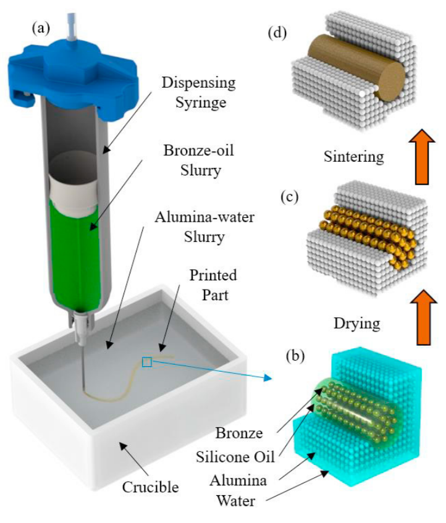 (a)
Dispensing
Syringe
Bronze-oil
Slurry
Alumina-water
Slurry
Printed
Part
Crucible
(d)
Sintering
(c)
Drying
(b)
Bronze
Silicone Oil
Alumina
Water